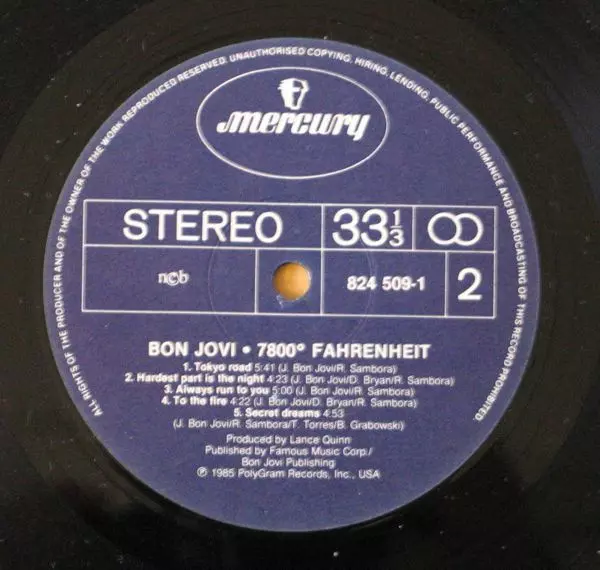 ALL RIGHTS OF THE PRODUCER AND OF THE OWNER OF THE WORK REPRODUCED RESERVED. UNAUTHORISED COPYING, HIRING, LENDING, PUBLIC PERFORMANCE AND BROADCASTING OF THIS RECORD PROHIBITED.
mercury
STEREO 33 1/3
n©b 824 509-1 2
BON JOVI • 7800° FAHRENHEIT
1. Tokyo road 5:41 (J. Bon Jovi/R. Sambora)
2. Hardest part is the night 4:23 (J. Bon Jovi/D. Bryan/R. Sambora)
3. Always run to you 5:00 (J. Bon Jovi/R. Sambora)
4. To the fire 4:22 (J. Bon Jovi/D. Bryan/R. Sambora)
5. Secret dreams 4:53
(J. Bon Jovi/R. Sambora/T. Torres/B. Grabowski)
Produced by Lance Quinn
Published by Famous Music Corp./
Bon Jovi Publishing
℗ 1985 PolyGram Records, Inc., USA